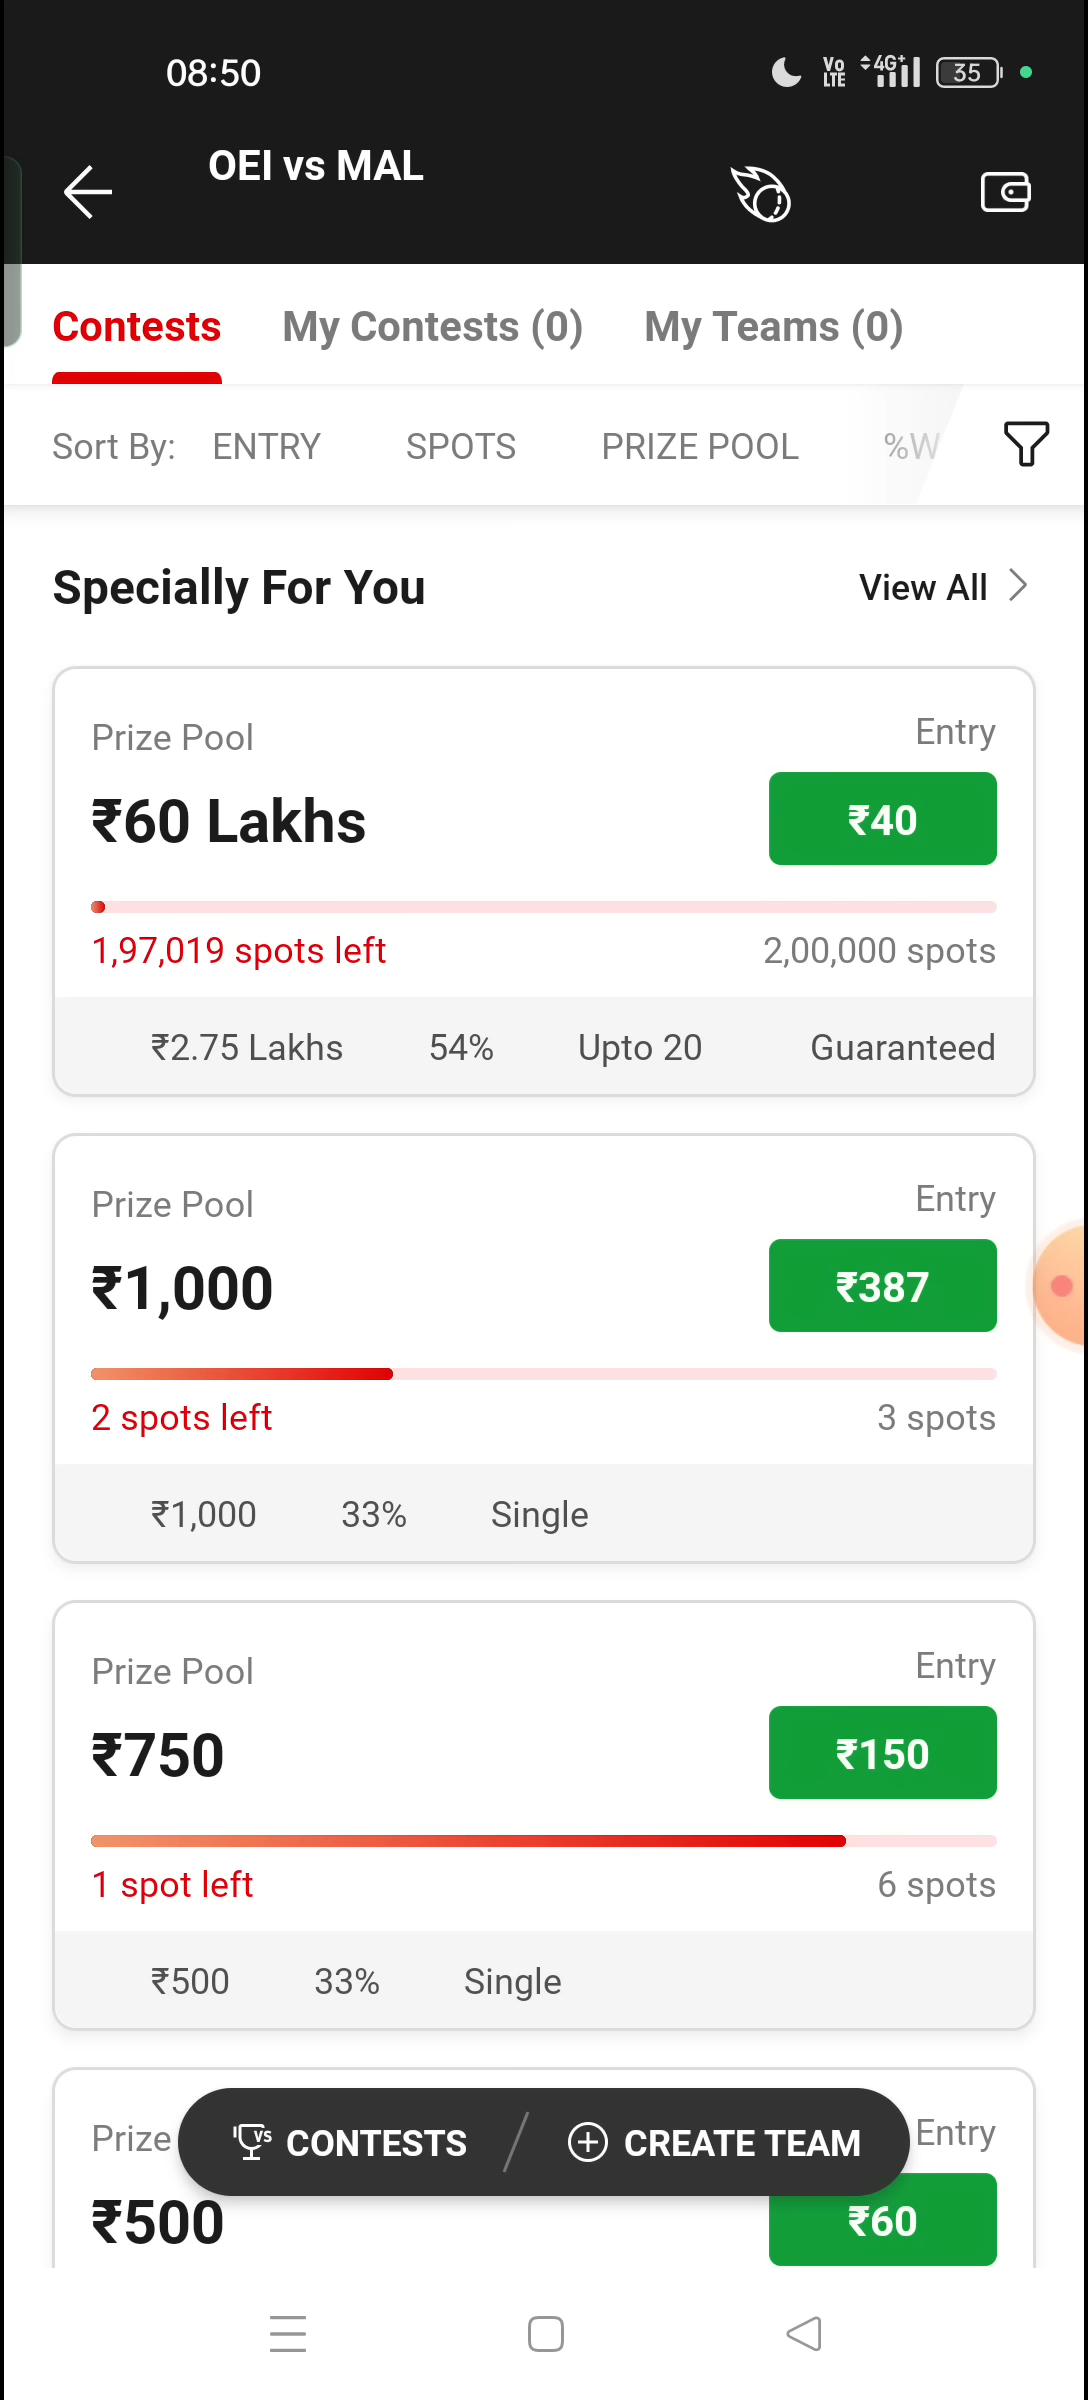 08:50
Vo LTE 4G+ 35
OEI vs MAL
Contests My Contests (0) My Teams (0)
Sort By: ENTRY SPOTS PRIZE POOL %W
Specially For You View All
Prize Pool Entry
₹60 Lakhs ₹40
1,97,019 spots left 2,00,000 spots
₹2.75 Lakhs 54% Upto 20 Guaranteed
Prize Pool Entry
₹1,000 ₹387
2 spots left 3 spots
₹1,000 33% Single
Prize Pool Entry
₹750 ₹150
1 spot left 6 spots
₹500 33% Single
Prize Entry
VS CONTESTS CREATE TEAM
₹500 ₹60